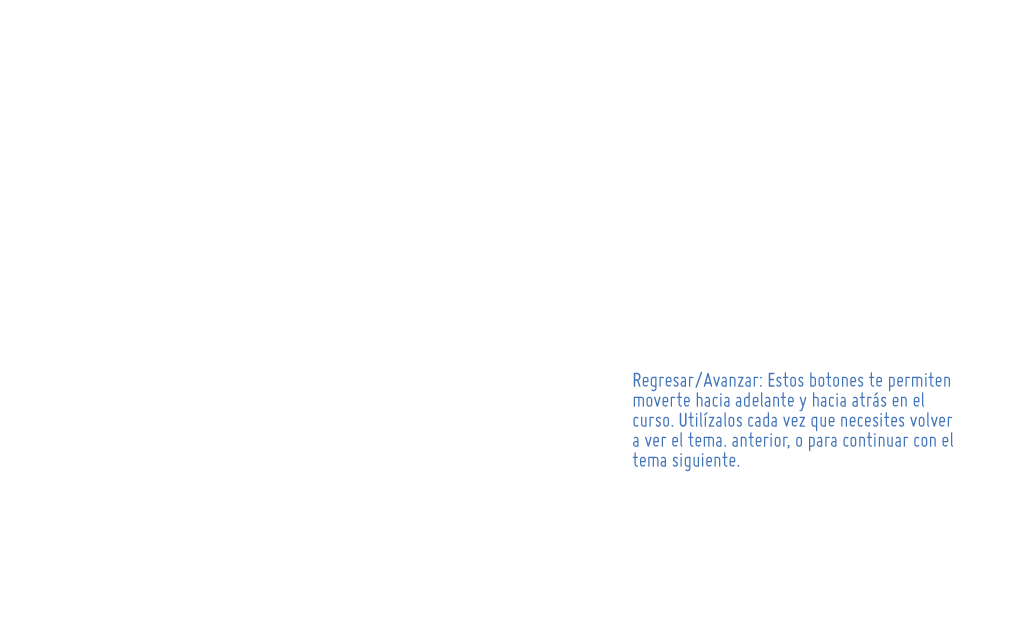 Regresar/Avanzar: Estos botones te permiten
moverte hacia adelante y hacia atrás en el
curso. Utilízalos cada vez que necesites volver
a ver el tema. anterior, o para continuar con el
tema siguiente.